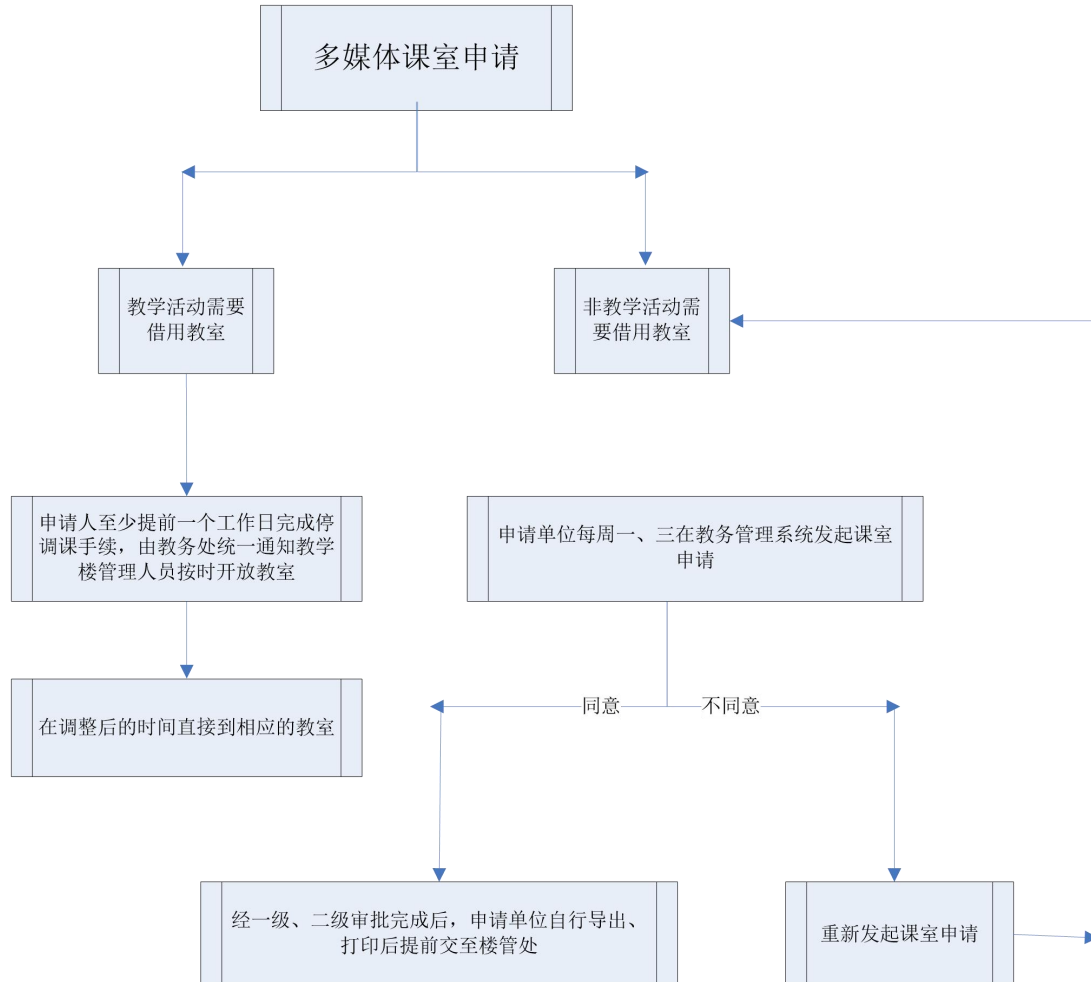 多媒体课室申请
教学活动需要
借用教室
非教学活动需
要借用教室
申请人至少提前一个工作日完成停
调课手续，由教务处统一通知教学
楼管理人员按时开放教室
申请单位每周一、三在教务管理系统发起课室
申请
在调整后的时间直接到相应的教室
同意
不同意
经一级、二级审批完成后，申请单位自行导出、
打印后提前交至楼管处
重新发起课室申请